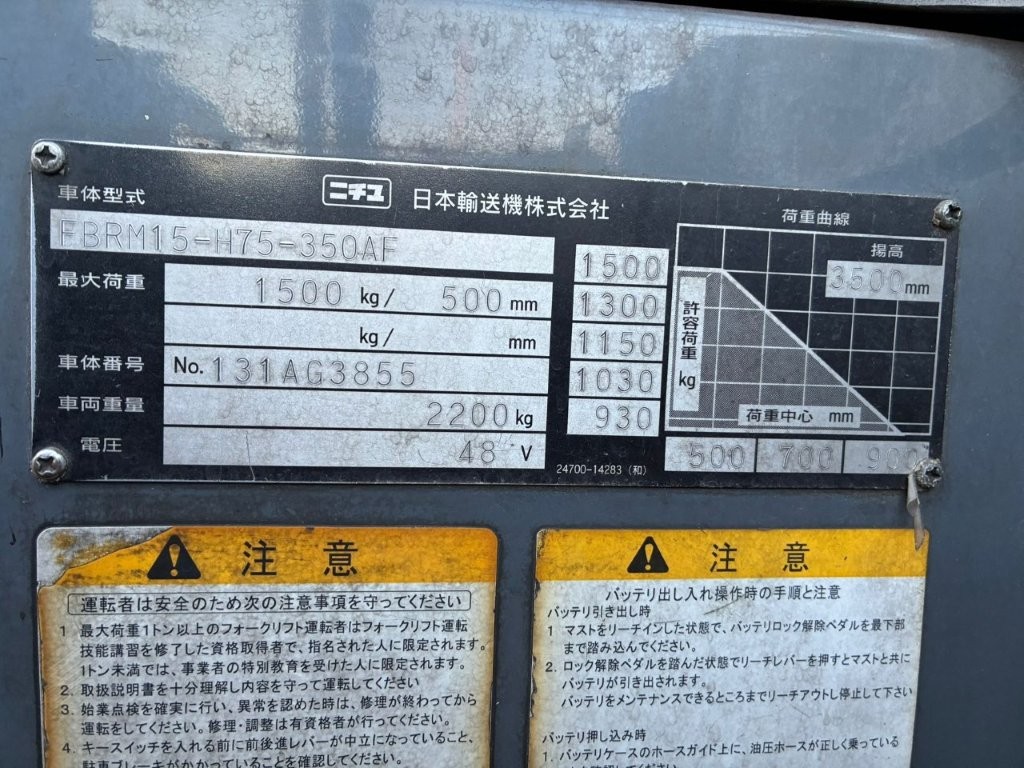 車体型式
ニチユ 日本輸送機株式会社
FBRM15-H75-350AF
最大荷重
1500 kg/ 500 mm
kg/ mm
車体番号 No. 131AG3855
車両重量 2200 kg
電圧 48 V
1500
1300
1150
1030
930
24700-14283 (和)
荷重曲線
揚高
3500 mm
許容荷重 kg
荷重中心 mm
500 700 900
注意
運転者は安全のため次の注意事項を守ってください
1 最大荷重1トン以上のフォークリフト運転者はフォークリフト運転
技能講習を修了した資格取得者で、指名された人に限定されます。
1トン未満では、事業者の特別教育を受けた人に限定されます。
2. 取扱説明書を十分理解し内容を守って運転してください
3. 始業点検を確実に行い、異常を認めた時は、修理が終わってから
運転をしてください。修理・調整は有資格者が行ってください。
4. キースイッチを入れる前に前後進レバーが中立になっていること、
駐車ブレーキがかかっていることを確認してください。
注意
バッテリ出し入れ操作時の手順と注意
バッテリ引き出し時
1 マストをリーチインした状態で、バッテリロック解除ペダルを最下部
まで踏み込んでください。
2. ロック解除ペダルを踏んだ状態でリーチレバーを押すとマストと共に
バッテリが引き出されます。
バッテリをメンテナンスできるところまでリーチアウトし停止して下さい
バッテリ押し込み時
1. バッテリケースのホースガイド上に、油圧ホースが正しく乗っている